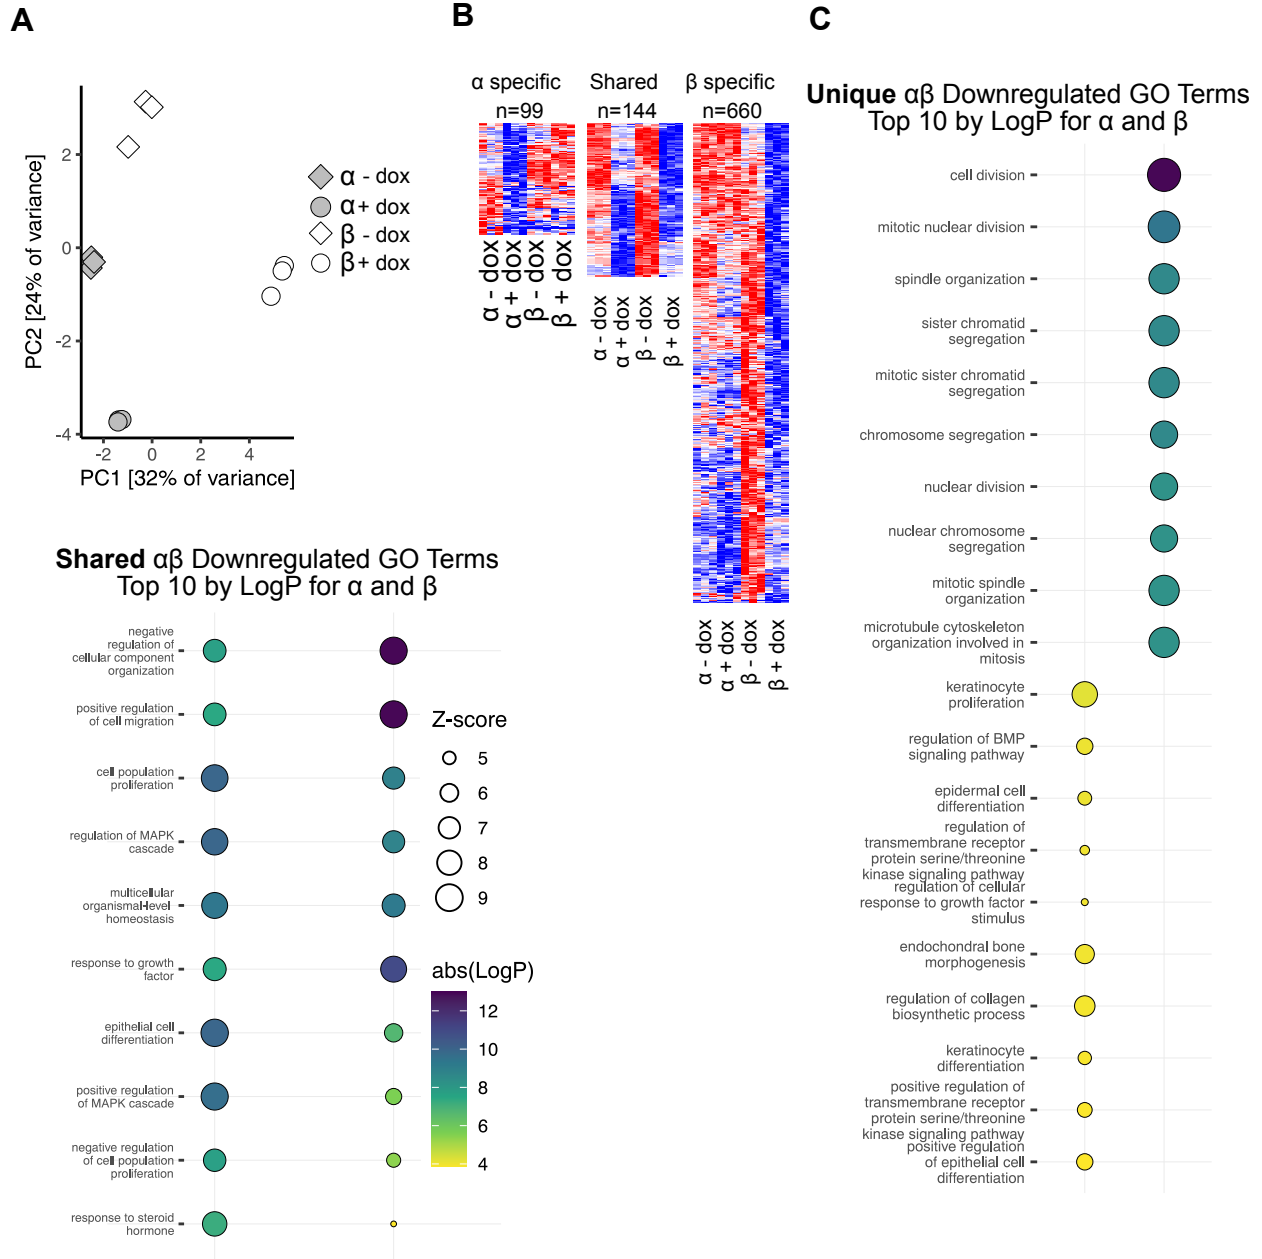 A
2
0
-2
-4
PC2 [24% of variance]
-2
0
2
4
PC1 [32% of variance]
α - dox
α + dox
β - dox
β + dox
B
α specific
n=99
Shared
n=144
β specific
n=660
α - dox
α + dox
β - dox
β + dox
α - dox
α + dox
β - dox
β + dox
α - dox
α + dox
β - dox
β + dox
Shared αβ Downregulated GO Terms
Top 10 by LogP for α and β
negative
regulation of
cellular component
organization
positive regulation
of cell migration
cell population
proliferation
regulation of MAPK
cascade
multicellular
organismal-level
homeostasis
response to growth
factor
epithelial cell
differentiation
positive regulation
of MAPK cascade
negative regulation
of cell population
proliferation
response to steroid
hormone
Z-score
5
6
7
8
9
abs(LogP)
12
10
8
6
4
C
Unique αβ Downregulated GO Terms
Top 10 by LogP for α and β
cell division
mitotic nuclear division
spindle organization
sister chromatid
segregation
mitotic sister chromatid
segregation
chromosome segregation
nuclear division
nuclear chromosome
segregation
mitotic spindle
organization
microtubule cytoskeleton
organization involved in
mitosis
keratinocyte
proliferation
regulation of BMP
signaling pathway
epidermal cell
differentiation
regulation of
transmembrane receptor
protein serine/threonine
kinase signaling pathway
regulation of cellular
response to growth factor
stimulus
endochondral bone
morphogenesis
regulation of collagen
biosynthetic process
keratinocyte
differentiation
positive regulation of
transmembrane receptor
protein serine/threonine
kinase signaling pathway
positive regulation
of epithelial cell
differentiation